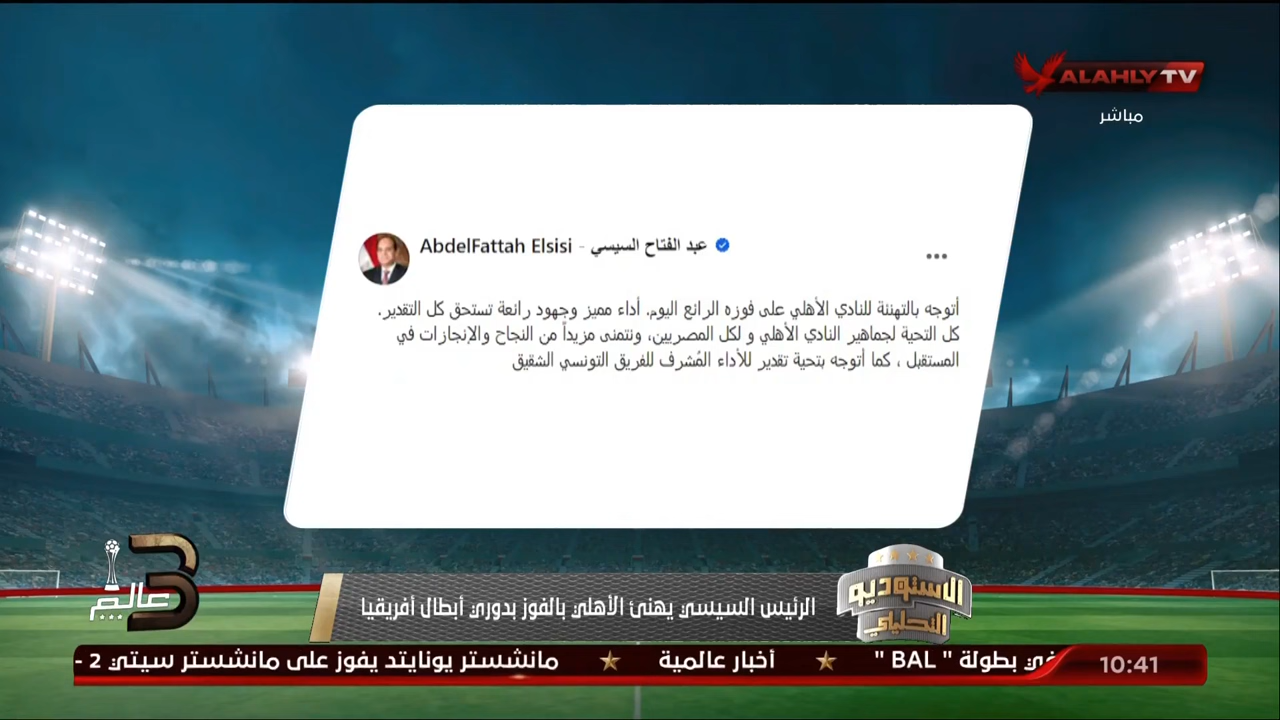 ALAHLY TV
مباشر
AbdelFattah Elsisi - عبد الفتاح السيسي
أتوجه بالتهنئة للنادي الأهلي على فوزه الرائع اليوم. أداء مميز وجهود رائعة تستحق كل التقدير.
كل التحية لجماهير النادي الأهلي و لكل المصريين، ونتمنى مزيداً من النجاح والإنجازات في
المستقبل ، كما أتوجه بتحية تقدير للأداء المُشرف للفريق التونسي الشقيق
3
عالم
الاستوديو
التحليلي
الرئيس السيسي يهنئ الأهلي بالفوز بدوري أبطال أفريقيا
10:41
في بطولة " BAL " ★ أخبار عالمية ★ مانشستر يونايتد يفوز على مانشستر سيتي 2 -